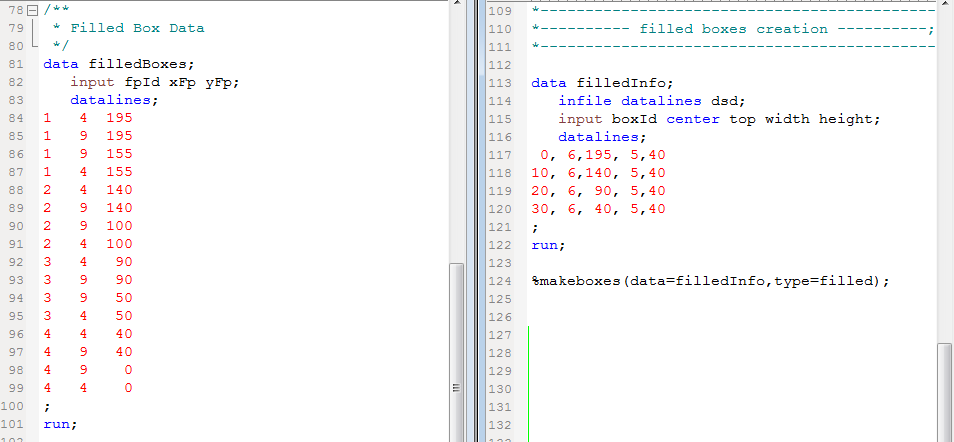 78 /**
79  * Filled Box Data
80  */
81 data filledBoxes;
82    input fpId xFp yFp;
83    datalines;
84 1   4  195
85 1   9  195
86 1   9  155
87 1   4  155
88 2   4  140
89 2   9  140
90 2   9  100
91 2   4  100
92 3   4   90
93 3   9   90
94 3   9   50
95 3   4   50
96 4   4   40
97 4   9   40
98 4   9    0
99 4   4    0
100 ;
101 run;
109 *--------------------------------------------
110 *---------- filled boxes creation ----------;
111 *--------------------------------------------
112
113 data filledInfo;
114    infile datalines dsd;
115    input boxId center top width height;
116    datalines;
117  0, 6,195, 5,40
118 10, 6,140, 5,40
119 20, 6, 90, 5,40
120 30, 6, 40, 5,40
121 ;
122 run;
123
124 %makeboxes(data=filledInfo,type=filled);
125
126
127
128
129
130
131
132